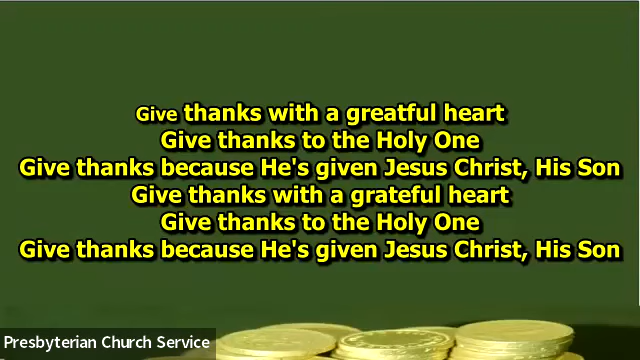 Give thanks with a greatful heart
Give thanks to the Holy One
Give thanks because He's given Jesus Christ, His Son
Give thanks with a grateful heart
Give thanks to the Holy One
Give thanks because He's given Jesus Christ, His Son
Presbyterian Church Service